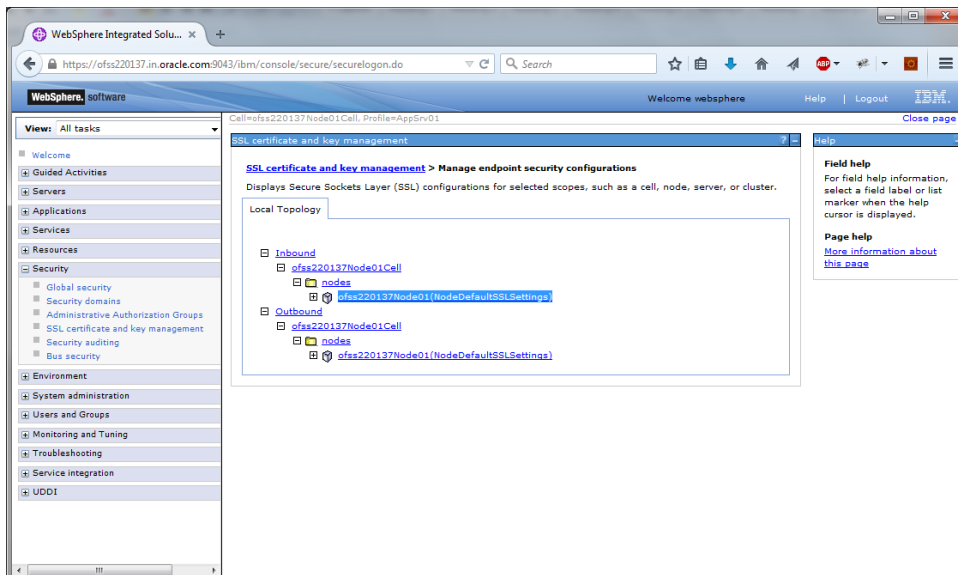 WebSphere Integrated Solu... ×
https://ofss220137.in.oracle.com:9043/ibm/console/secure/securelogon.do
Search
ABP
WebSphere. software
Welcome websphere
Help | Logout
IBM.
View: All tasks
Welcome
Guided Activities
Servers
Applications
Services
Resources
Security
Global security
Security domains
Administrative Authorization Groups
SSL certificate and key management
Security auditing
Bus security
Environment
System administration
Users and Groups
Monitoring and Tuning
Troubleshooting
Service integration
UDDI
Cell=ofss220137Node01Cell, Profile=AppSrv01
Close page
SSL certificate and key management
? -
SSL certificate and key management > Manage endpoint security configurations
Displays Secure Sockets Layer (SSL) configurations for selected scopes, such as a cell, node, server, or cluster.
Local Topology
Inbound
ofss220137Node01Cell
nodes
ofss220137Node01(NodeDefaultSSLSettings)
Outbound
ofss220137Node01Cell
nodes
ofss220137Node01(NodeDefaultSSLSettings)
Help
Field help
For field help information,
select a field label or list
marker when the help
cursor is displayed.
Page help
More information about
this page